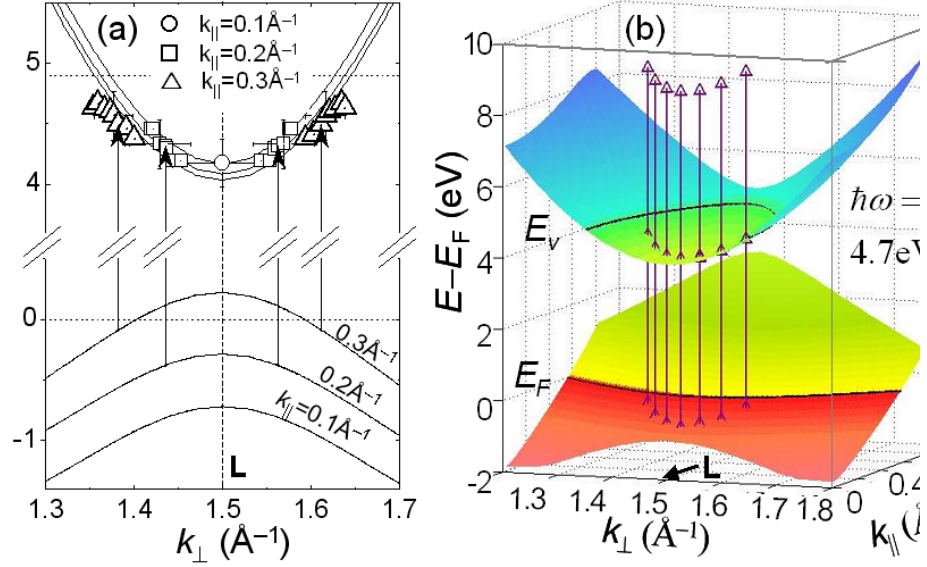 (a)
k∥=0.1Å⁻¹
k∥=0.2Å⁻¹
k∥=0.3Å⁻¹
5
4
0
-1
0.3Å⁻¹
0.2Å⁻¹
k∥=0.1Å⁻¹
L
1.3 1.4 1.5 1.6 1.7
k⊥ (Å⁻¹)
(b)
10
8
6
4
2
0
-2
E–E_F (eV)
E_v
E_F
ħω =
4.7eV
L
1.3 1.4 1.5 1.6 1.7 1.8
k⊥ (Å⁻¹)
0 0.4
k∥ (Å